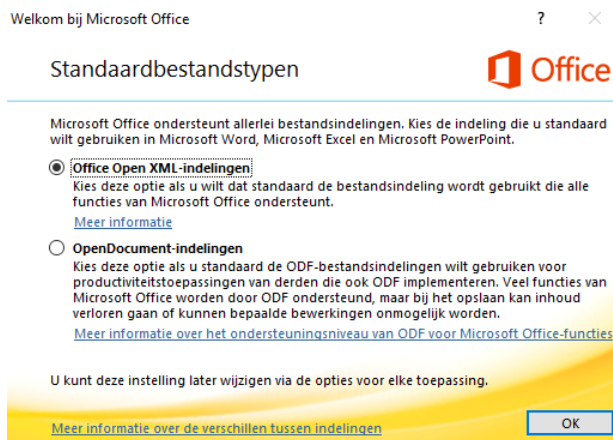 Welkom bij Microsoft Office
Standaardbestandstypen
Office
Microsoft Office ondersteunt allerlei bestandsindelingen. Kies de indeling die u standaard
wilt gebruiken in Microsoft Word, Microsoft Excel en Microsoft PowerPoint.
Office Open XML-indelingen
Kies deze optie als u wilt dat standaard de bestandsindeling wordt gebruikt die alle
functies van Microsoft Office ondersteunt.
Meer informatie
OpenDocument-indelingen
Kies deze optie als u standaard de ODF-bestandsindelingen wilt gebruiken voor
productiviteitstoepassingen van derden die ook ODF implementeren. Veel functies van
Microsoft Office worden door ODF ondersteund, maar bij het opslaan kan inhoud
verloren gaan of kunnen bepaalde bewerkingen onmogelijk worden.
Meer informatie over het ondersteuningsniveau van ODF voor Microsoft Office-functies
U kunt deze instelling later wijzigen via de opties voor elke toepassing.
Meer informatie over de verschillen tussen indelingen
OK